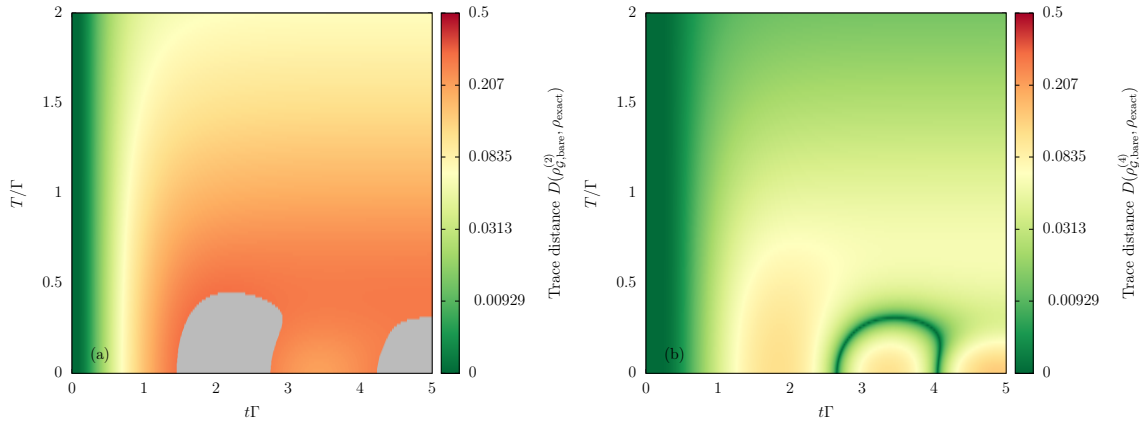 2
1.5
1
0.5
0
T/Γ
0 1 2 3 4 5
tΓ
(a)
0.5
0.207
0.0835
0.0313
0.00929
0
Trace distance D(ρ_{𝒢,bare}^{(2)}, ρ_{exact})
2
1.5
1
0.5
0
T/Γ
0 1 2 3 4 5
tΓ
(b)
0.5
0.207
0.0835
0.0313
0.00929
0
Trace distance D(ρ_{𝒢,bare}^{(4)}, ρ_{exact})